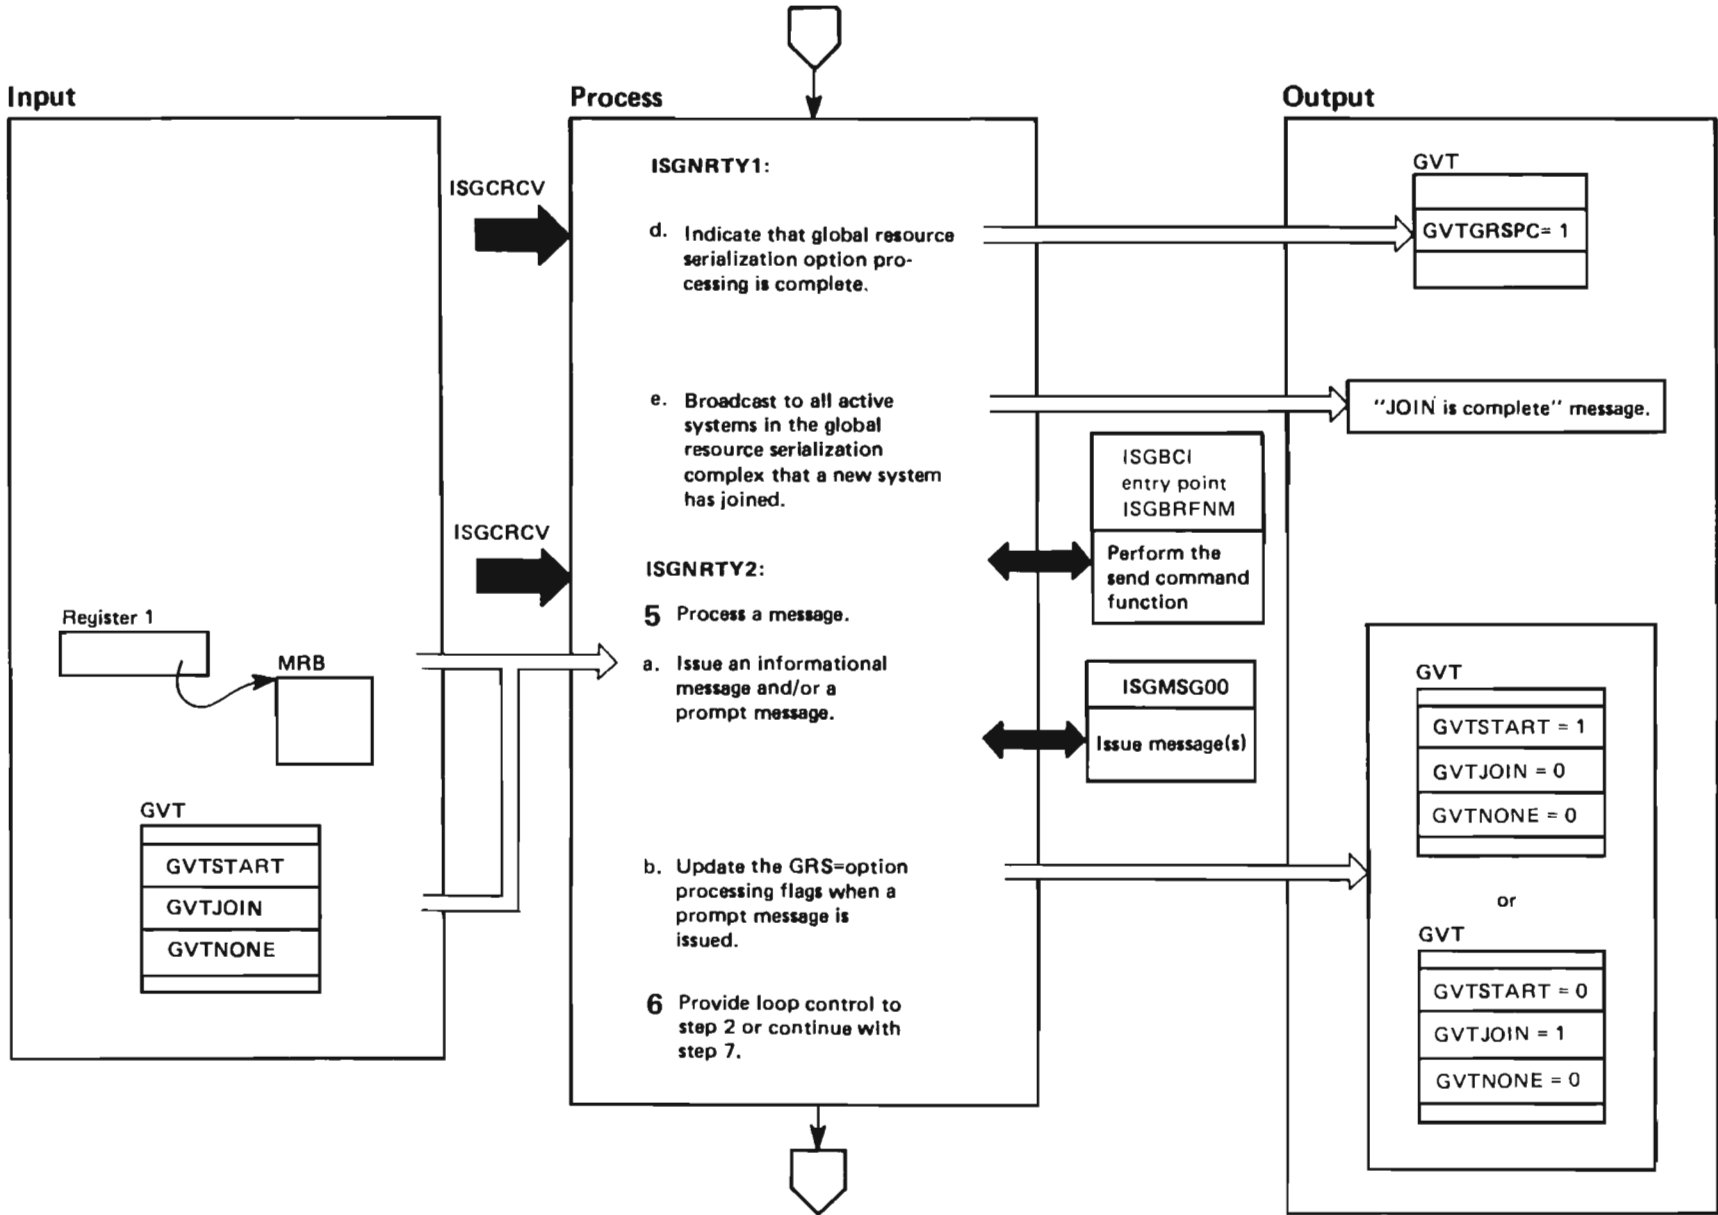 Input
Process
Output
ISGCRCV
ISGNRTY1:
d. Indicate that global resource
serialization option pro-
cessing is complete.
GVT
GVTGRSPC= 1
e. Broadcast to all active
systems in the global
resource serialization
complex that a new system
has joined.
"JOIN is complete" message.
ISGBCI
entry point
ISGBRFNM
Perform the
send command
function
ISGCRCV
ISGNRTY2:
5 Process a message.
Register 1
MRB
a. Issue an informational
message and/or a
prompt message.
ISGMSG00
Issue message(s)
GVT
GVTSTART
GVTJOIN
GVTNONE
b. Update the GRS=option
processing flags when a
prompt message is
issued.
GVT
GVTSTART = 1
GVTJOIN = 0
GVTNONE = 0
or
GVT
GVTSTART = 0
GVTJOIN = 1
GVTNONE = 0
6 Provide loop control to
step 2 or continue with
step 7.